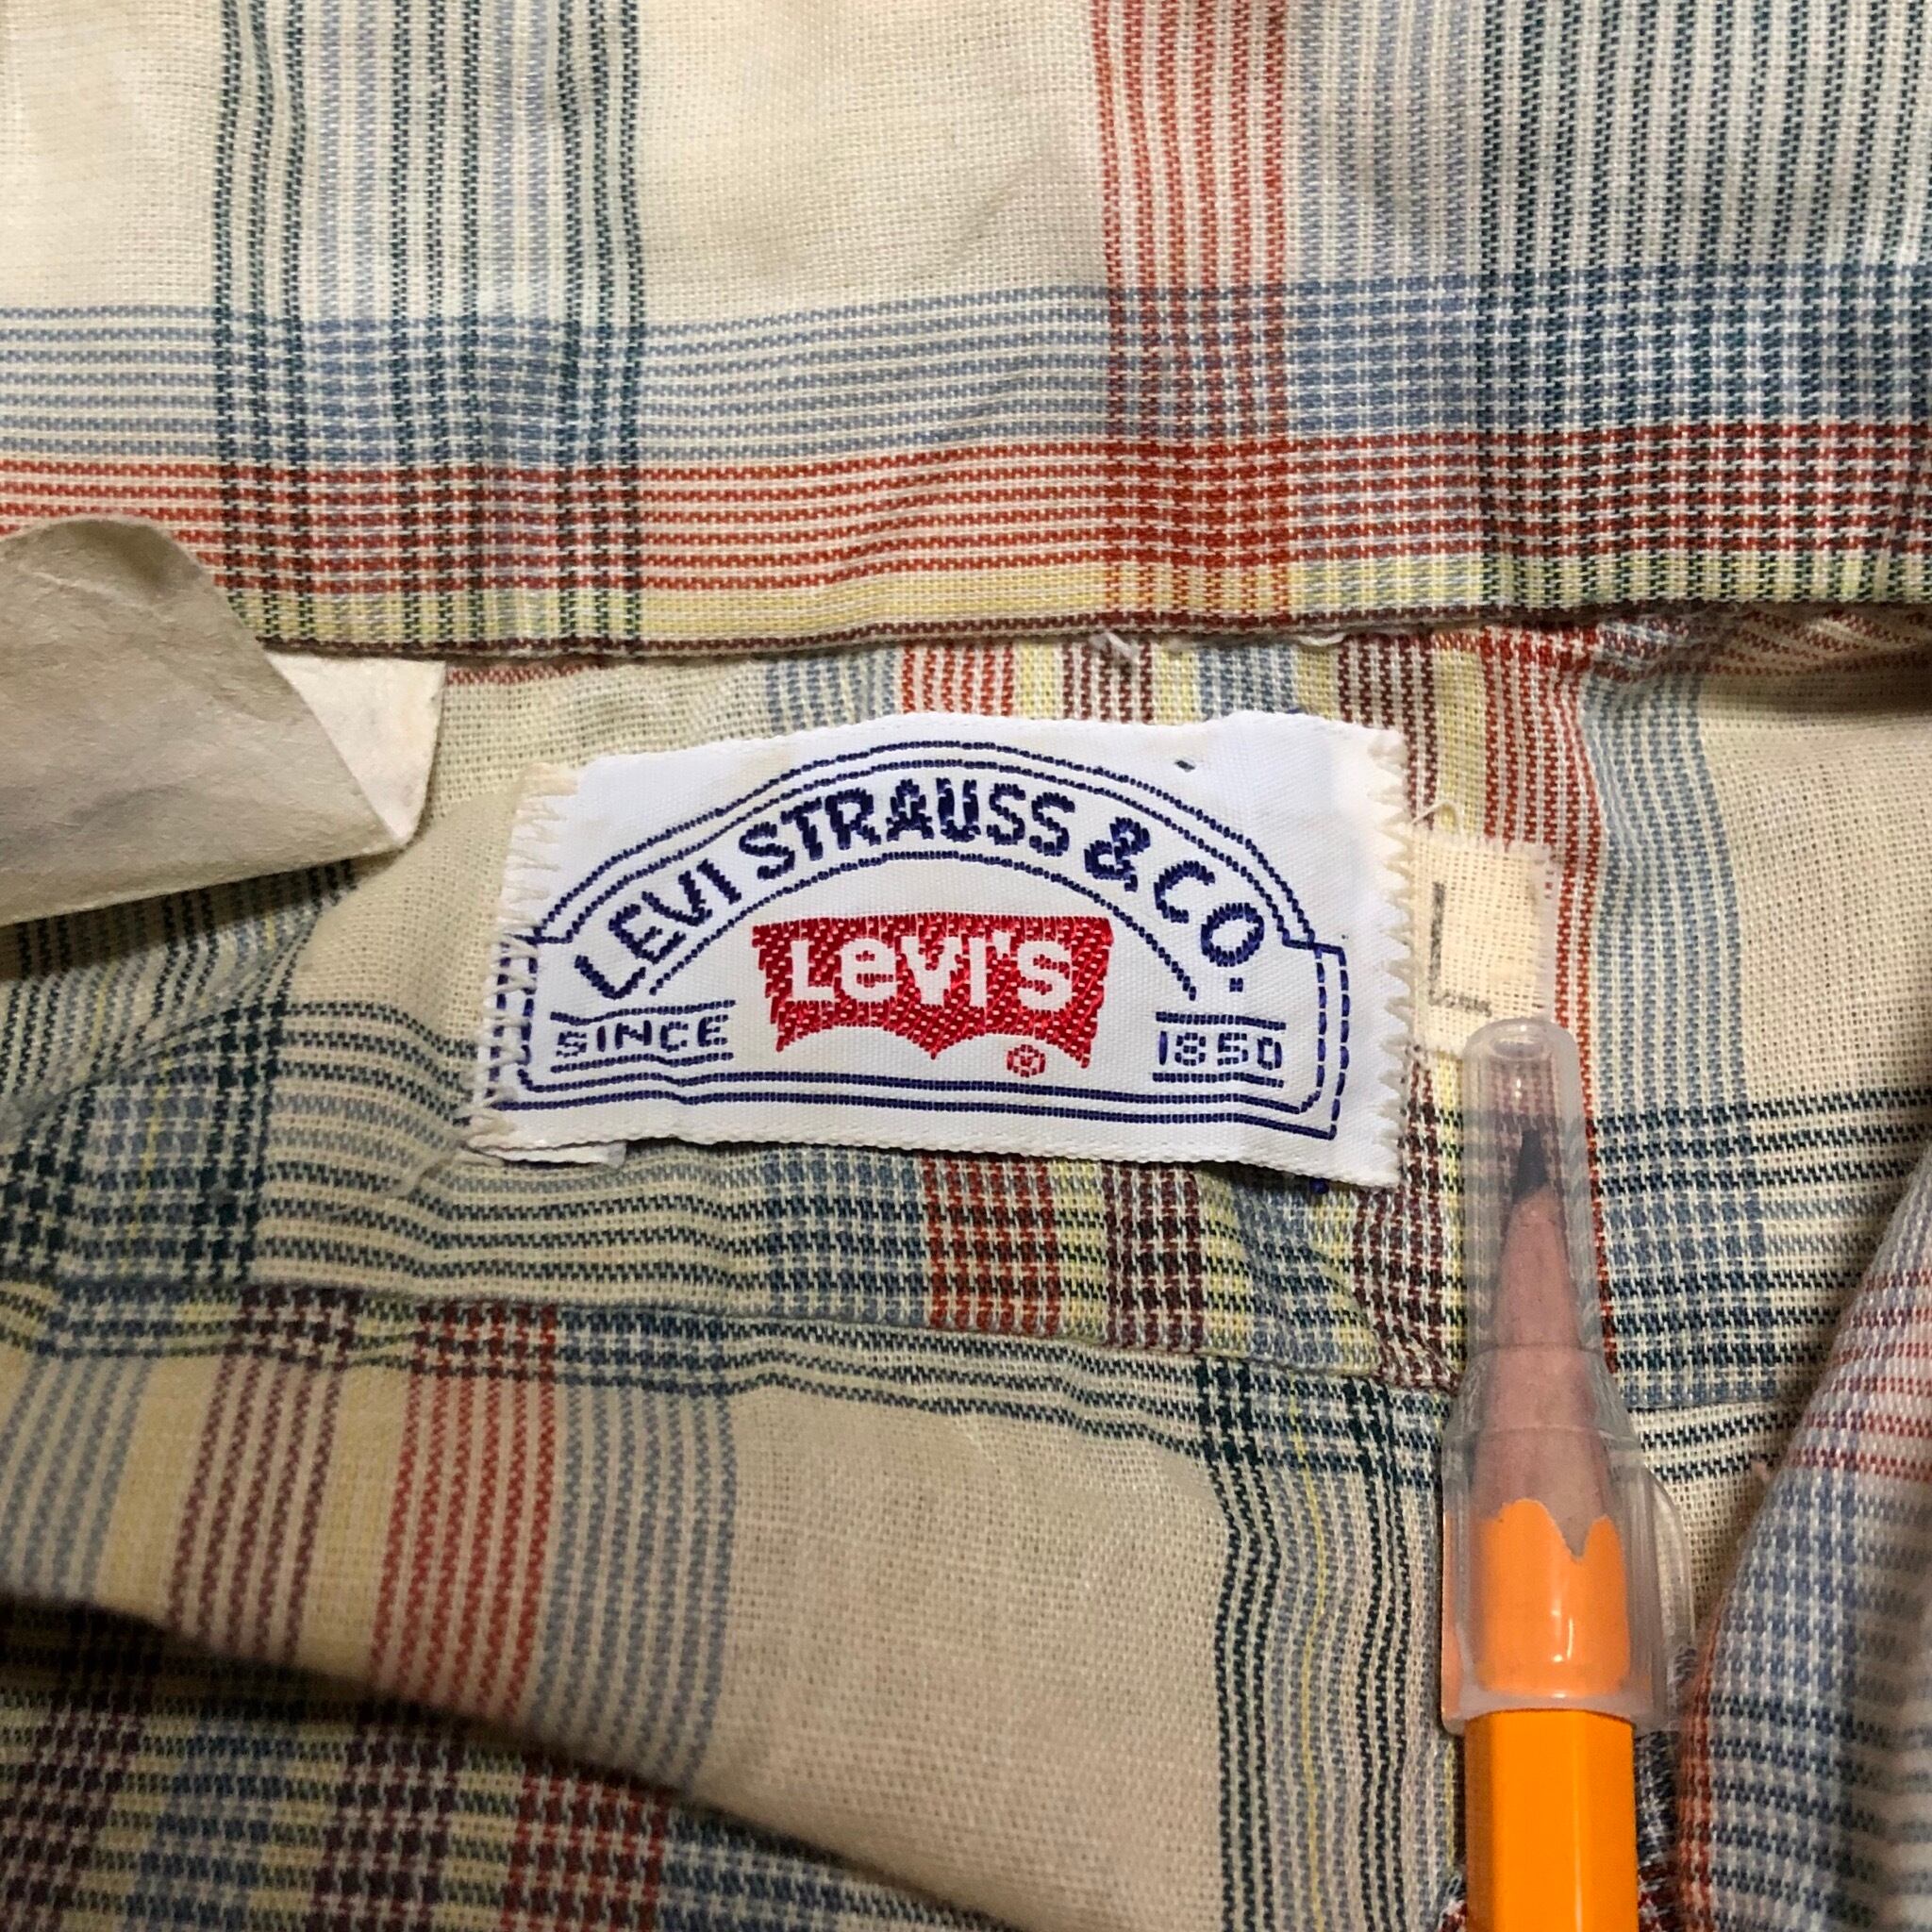 LEVI STRAUSS & CO.
Levi's
®
SINCE 1850
L